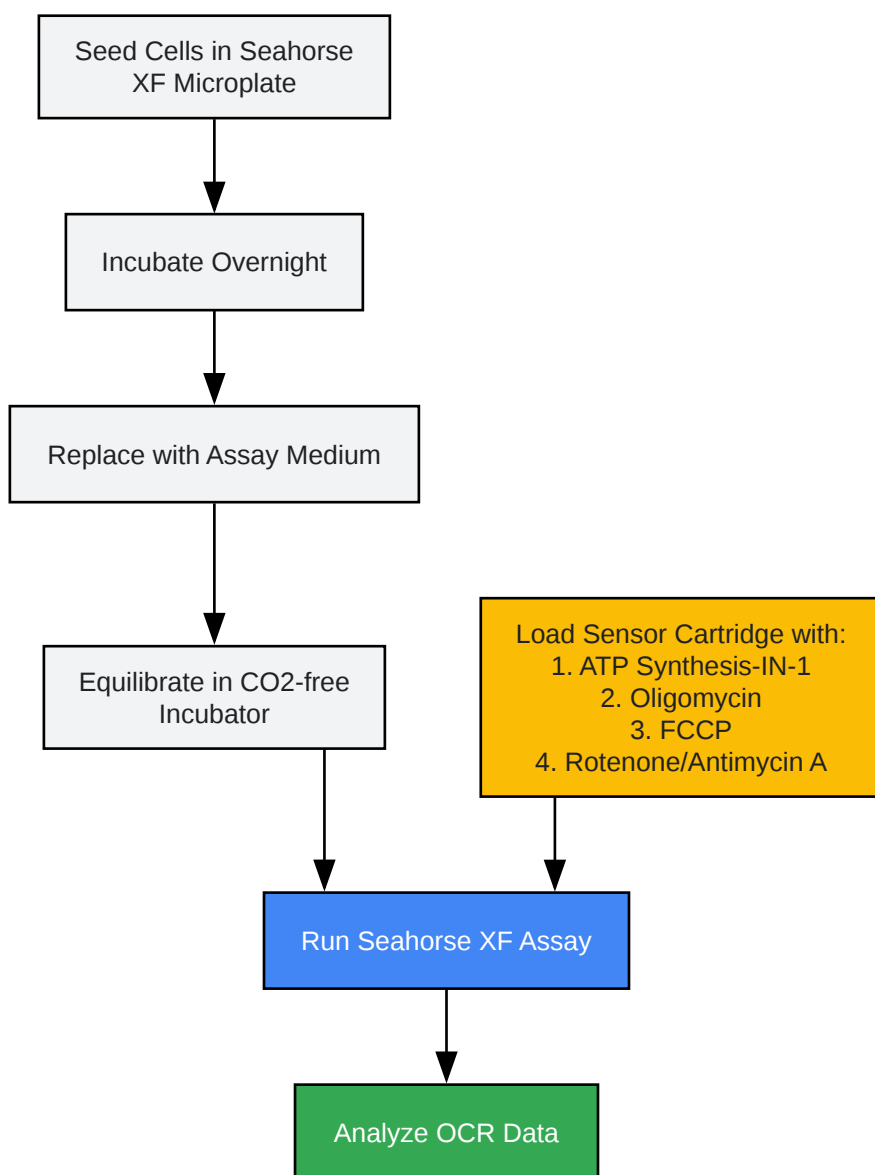 Seed Cells in Seahorse
XF Microplate
Incubate Overnight
Replace with Assay Medium
Equilibrate in CO2-free
Incubator
Load Sensor Cartridge with:
1. ATP Synthesis-IN-1
2. Oligomycin
3. FCCP
4. Rotenone/Antimycin A
Run Seahorse XF Assay
Analyze OCR Data